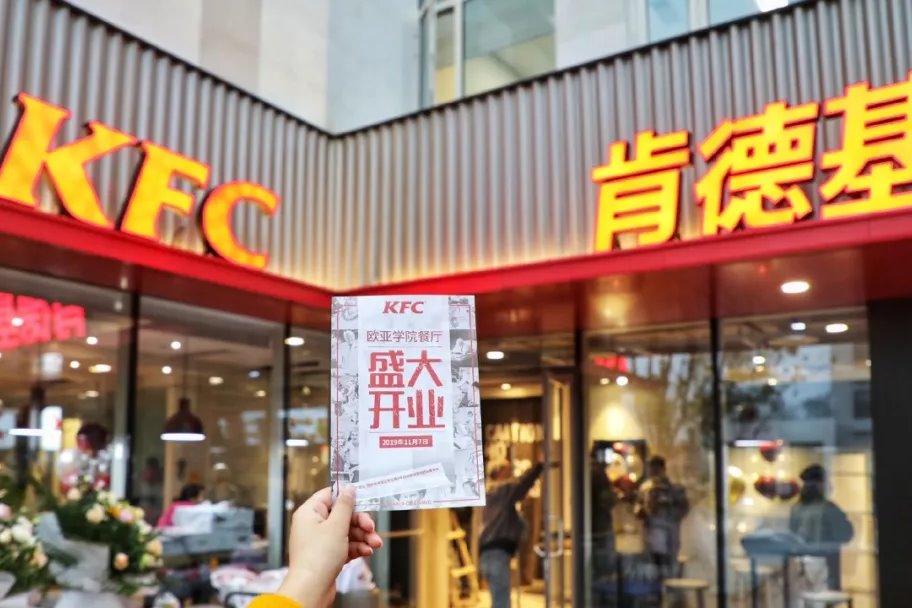 KFC
肯德基
KFC
欧亚学院餐厅
盛大
开业
2019年11月7日